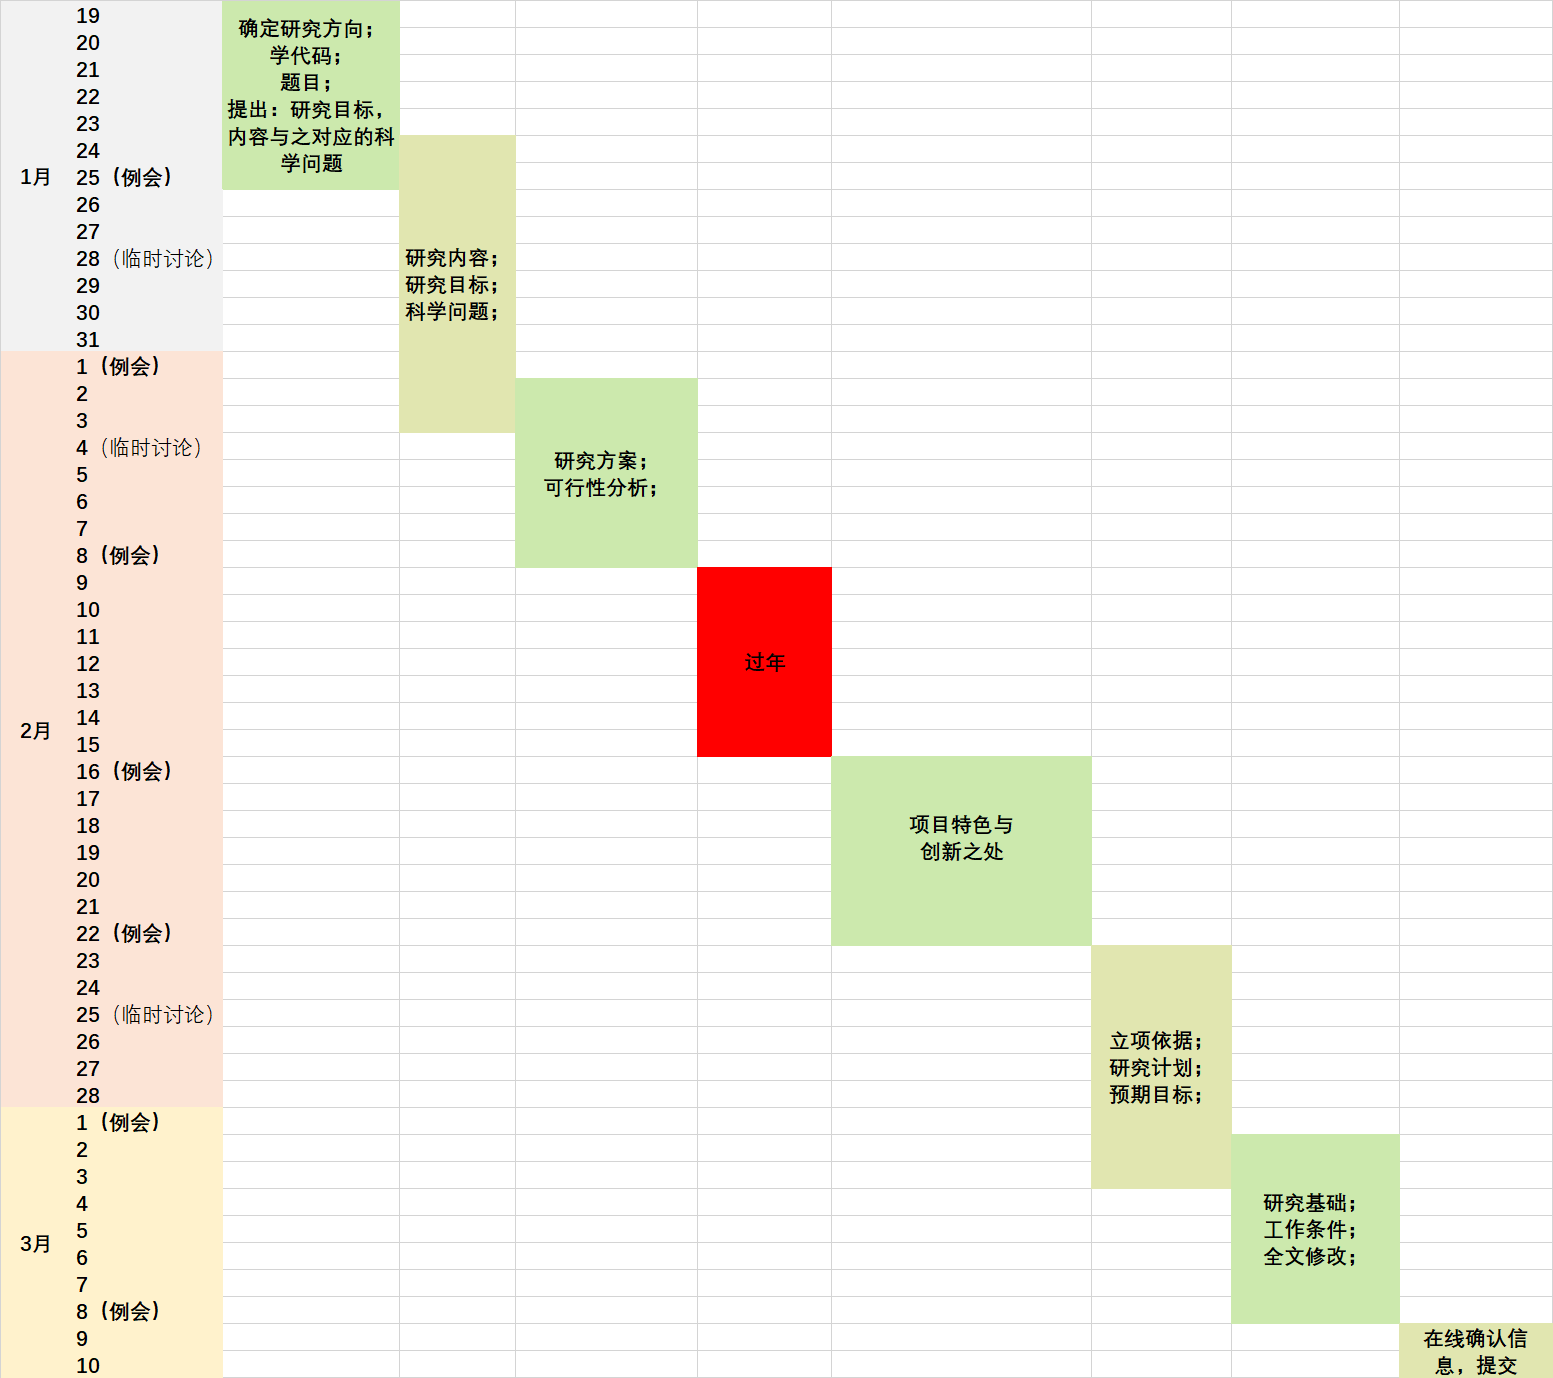 1月
19
20
21
22
23
24
25（例会）
26
27
28（临时讨论）
29
30
31
2月
1（例会）
2
3
4（临时讨论）
5
6
7
8（例会）
9
10
11
12
13
14
15
16（例会）
17
18
19
20
21
22（例会）
23
24
25（临时讨论）
26
27
28
3月
1（例会）
2
3
4
5
6
7
8（例会）
9
10
确定研究方向；
学代码；
题目；
提出：研究目标，
内容与之对应的科
学问题
研究内容；
研究目标；
科学问题；
研究方案；
可行性分析；
过年
项目特色与
创新之处
立项依据；
研究计划；
预期目标；
研究基础；
工作条件；
全文修改；
在线确认信
息，提交